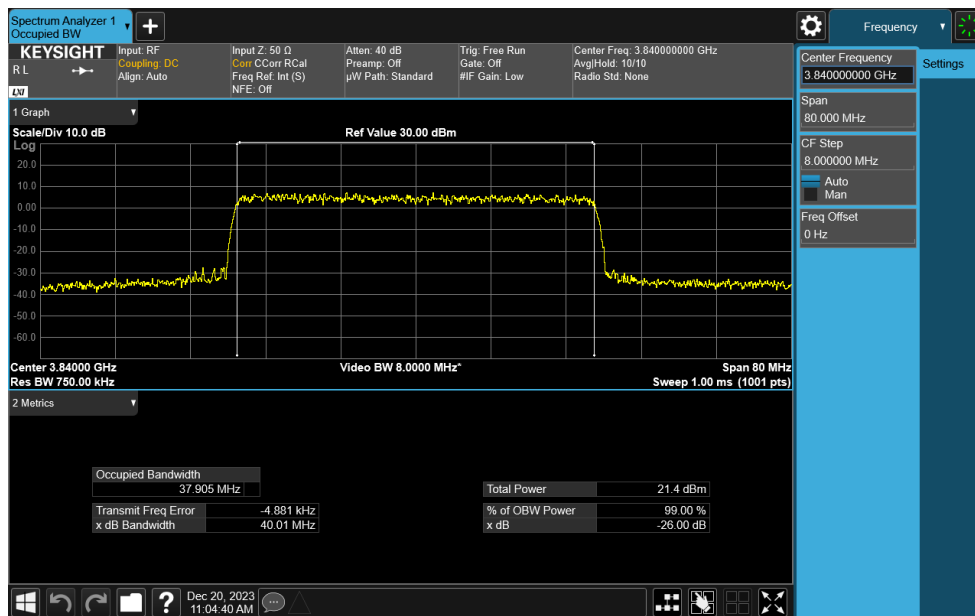 Spectrum Analyzer 1
Occupied BW
Frequency
KEYSIGHT
R L
LXI
Input: RF
Coupling: DC
Align: Auto
Input Z: 50 Ω
Corr CCorr RCal
Freq Ref: Int (S)
NFE: Off
Atten: 40 dB
Preamp: Off
µW Path: Standard
Trig: Free Run
Gate: Off
#IF Gain: Low
Center Freq: 3.840000000 GHz
Avg|Hold: 10/10
Radio Std: None
Center Frequency
3.840000000 GHz
Settings
Span
80.000 MHz
CF Step
8.000000 MHz
Auto
Man
Freq Offset
0 Hz
1 Graph
Scale/Div 10.0 dB
Ref Value 30.00 dBm
Log
20.0
10.0
0.00
-10.0
-20.0
-30.0
-40.0
-50.0
-60.0
Center 3.84000 GHz
Video BW 8.0000 MHz*
Span 80 MHz
Res BW 750.00 kHz
Sweep 1.00 ms (1001 pts)
2 Metrics
Occupied Bandwidth
37.905 MHz
Total Power 21.4 dBm
Transmit Freq Error -4.881 kHz
% of OBW Power 99.00 %
x dB Bandwidth 40.01 MHz
x dB -26.00 dB
?
Dec 20, 2023
11:04:40 AM